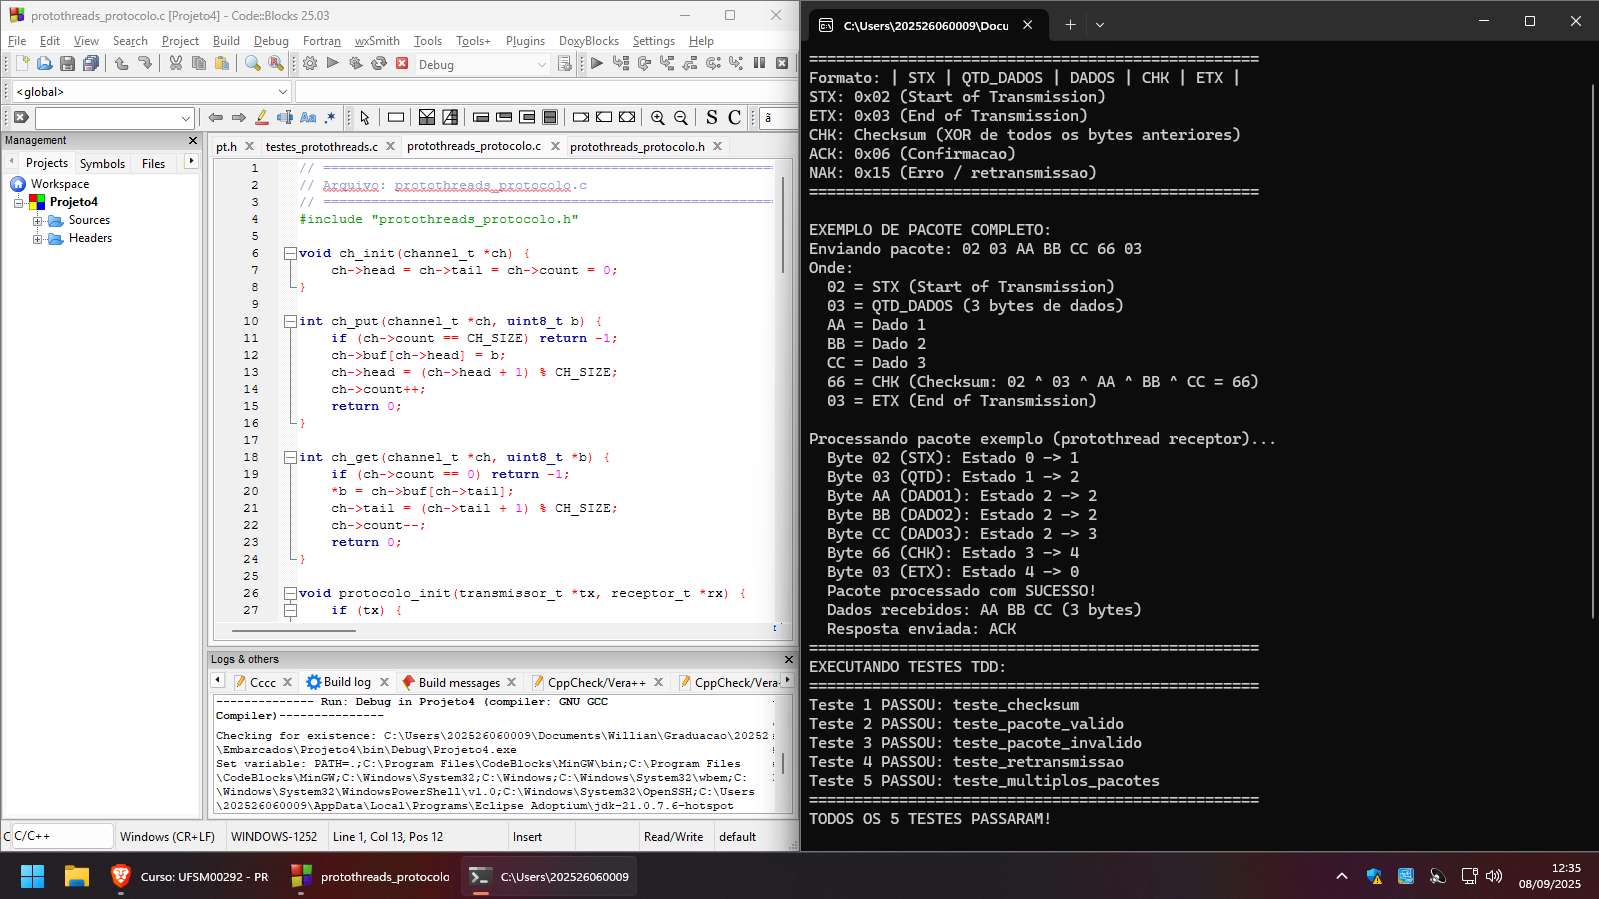 protothreads_protocolo.c [Projeto4] - Code::Blocks 25.03
File Edit View Search Project Build Debug Fortran wxSmith Tools Tools+ Plugins DoxyBlocks Settings Help
Debug
<global>
S C ã
Management
Projects Symbols Files
Workspace
Projeto4
Sources
Headers
pt.h testes_protothreads.c protothreads_protocolo.c protothreads_protocolo.h
1 // ========================================================
2 // Arquivo: protothreads_protocolo.c
3 // ========================================================
4 #include "protothreads_protocolo.h"
5
6 void ch_init(channel_t *ch) {
7 ch->head = ch->tail = ch->count = 0;
8 }
9
10 int ch_put(channel_t *ch, uint8_t b) {
11 if (ch->count == CH_SIZE) return -1;
12 ch->buf[ch->head] = b;
13 ch->head = (ch->head + 1) % CH_SIZE;
14 ch->count++;
15 return 0;
16 }
17
18 int ch_get(channel_t *ch, uint8_t *b) {
19 if (ch->count == 0) return -1;
20 *b = ch->buf[ch->tail];
21 ch->tail = (ch->tail + 1) % CH_SIZE;
22 ch->count--;
23 return 0;
24 }
25
26 void protocolo_init(transmissor_t *tx, receptor_t *rx) {
27 if (tx) {
Logs & others
Cccc Build log Build messages CppCheck/Vera++ CppCheck/Vera
-------------- Run: Debug in Projeto4 (compiler: GNU GCC
Compiler)---------------
Checking for existence: C:\Users\202526060009\Documents\Willian\Graduacao\20252
\Embarcados\Projeto4\bin\Debug\Projeto4.exe
Set variable: PATH=.;C:\Program Files\CodeBlocks\MinGW\bin;C:\Program Files
\CodeBlocks\MinGW;C:\Windows\System32;C:\Windows;C:\Windows\System32\wbem;C:
\Windows\System32\WindowsPowerShell\v1.0;C:\Windows\System32\OpenSSH;C:\Users
\202526060009\AppData\Local\Programs\Eclipse Adoptium\jdk-21.0.7.6-hotspot
C C/C++ Windows (CR+LF) WINDOWS-1252 Line 1, Col 13, Pos 12 Insert Read/Write default
C:\Users\202526060009\Docu
==================================================
Formato: | STX | QTD_DADOS | DADOS | CHK | ETX |
STX: 0x02 (Start of Transmission)
ETX: 0x03 (End of Transmission)
CHK: Checksum (XOR de todos os bytes anteriores)
ACK: 0x06 (Confirmacao)
NAK: 0x15 (Erro / retransmissao)
==================================================
EXEMPLO DE PACOTE COMPLETO:
Enviando pacote: 02 03 AA BB CC 66 03
Onde:
02 = STX (Start of Transmission)
03 = QTD_DADOS (3 bytes de dados)
AA = Dado 1
BB = Dado 2
CC = Dado 3
66 = CHK (Checksum: 02 ^ 03 ^ AA ^ BB ^ CC = 66)
03 = ETX (End of Transmission)
Processando pacote exemplo (protothread receptor)...
Byte 02 (STX): Estado 0 -> 1
Byte 03 (QTD): Estado 1 -> 2
Byte AA (DADO1): Estado 2 -> 2
Byte BB (DADO2): Estado 2 -> 2
Byte CC (DADO3): Estado 2 -> 3
Byte 66 (CHK): Estado 3 -> 4
Byte 03 (ETX): Estado 4 -> 0
Pacote processado com SUCESSO!
Dados recebidos: AA BB CC (3 bytes)
Resposta enviada: ACK
==================================================
EXECUTANDO TESTES TDD:
==================================================
Teste 1 PASSOU: teste_checksum
Teste 2 PASSOU: teste_pacote_valido
Teste 3 PASSOU: teste_pacote_invalido
Teste 4 PASSOU: teste_retransmissao
Teste 5 PASSOU: teste_multiplos_pacotes
==================================================
TODOS OS 5 TESTES PASSARAM!
Curso: UFSM00292 - PR protothreads_protocolo C:\Users\202526060009 12:35
08/09/2025